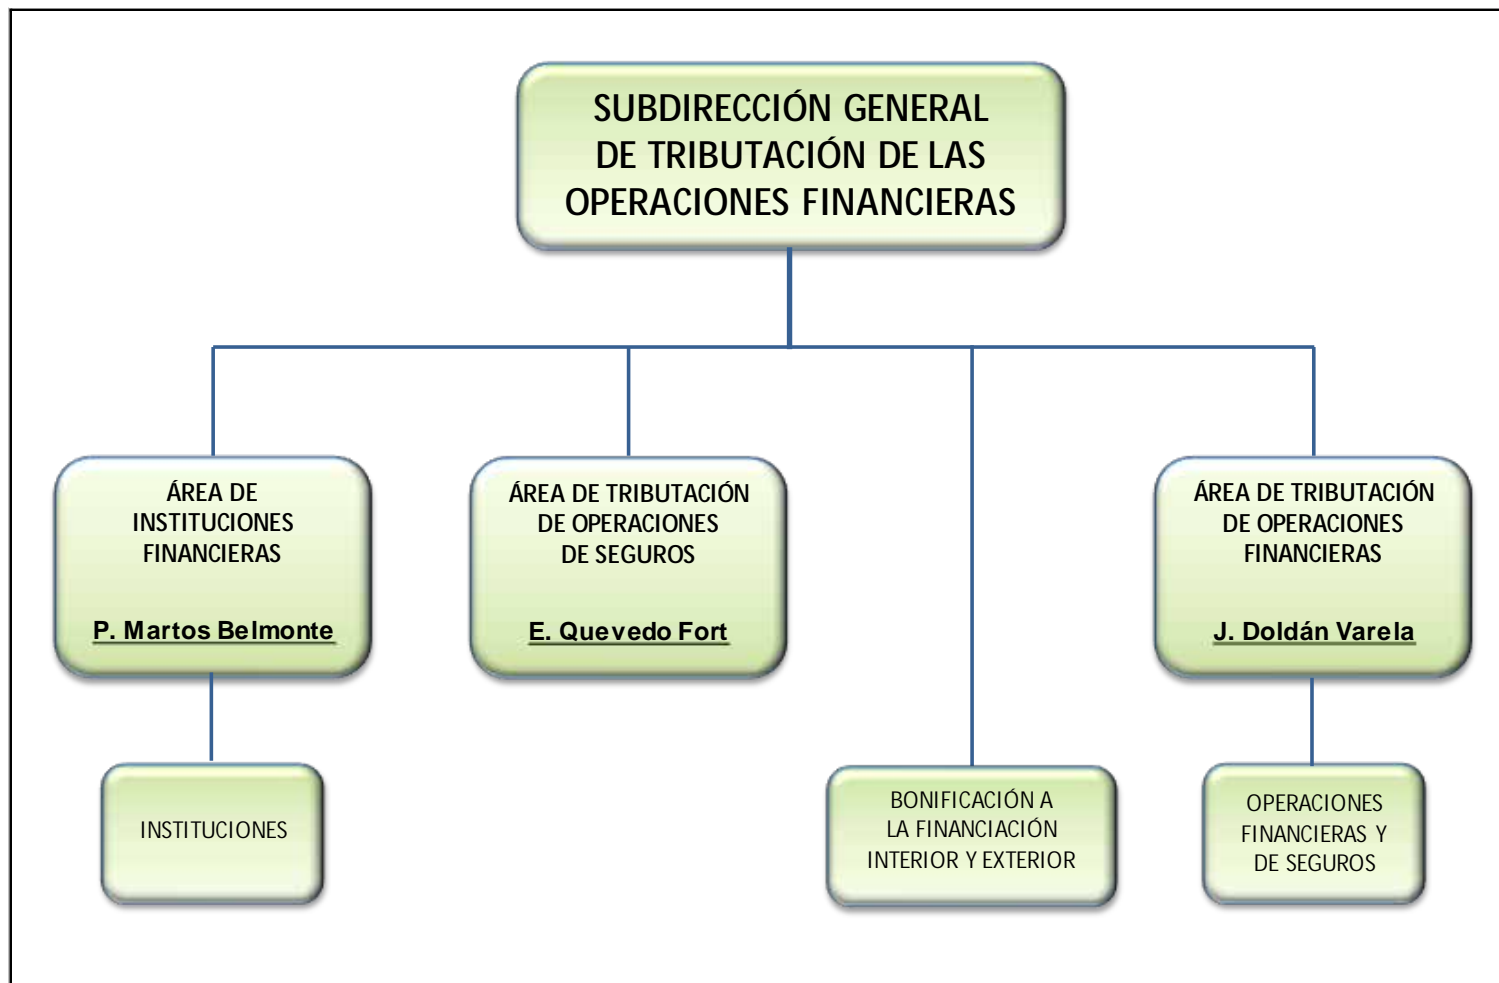 SUBDIRECCIÓN GENERAL
DE TRIBUTACIÓN DE LAS
OPERACIONES FINANCIERAS
ÁREA DE
INSTITUCIONES
FINANCIERAS
P. Martos Belmonte
ÁREA DE TRIBUTACIÓN
DE OPERACIONES
DE SEGUROS
E. Quevedo Fort
ÁREA DE TRIBUTACIÓN
DE OPERACIONES
FINANCIERAS
J. Doldán Varela
INSTITUCIONES
BONIFICACIÓN A
LA FINANCIACIÓN
INTERIOR Y EXTERIOR
OPERACIONES
FINANCIERAS Y
DE SEGUROS